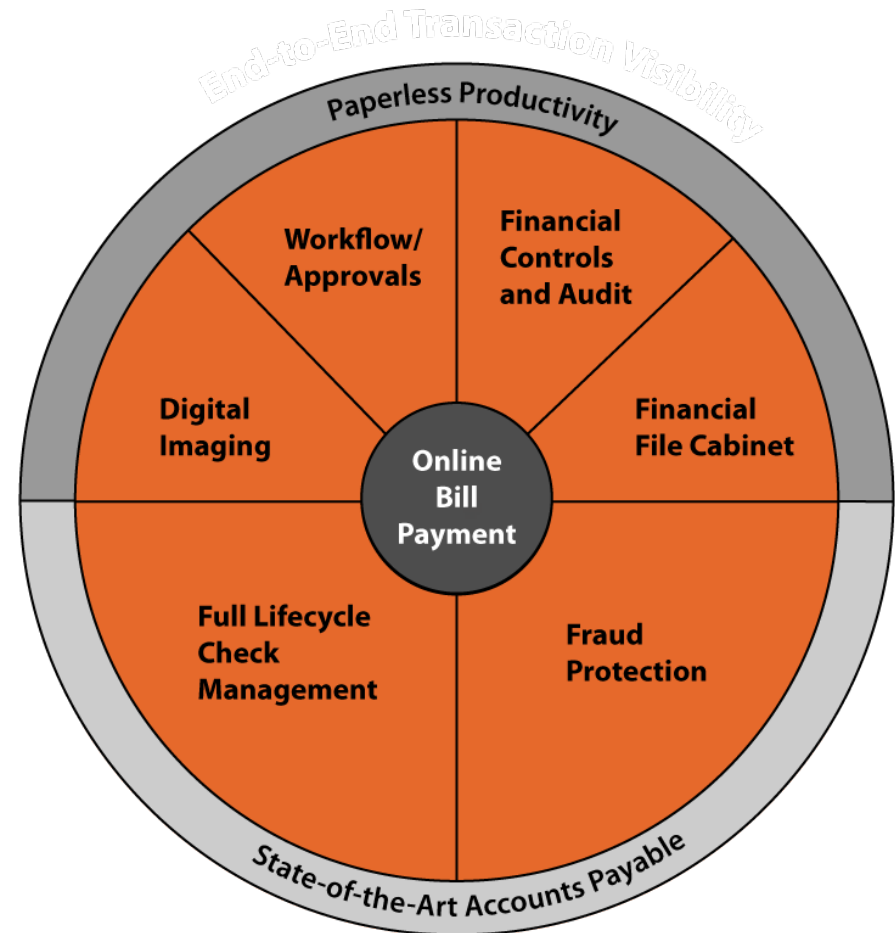 End-to-End Transaction Visibility
Paperless Productivity
Workflow/
Approvals
Financial
Controls
and Audit
Digital
Imaging
Financial
File Cabinet
Online
Bill
Payment
Full Lifecycle
Check
Management
Fraud
Protection
State-of-the-Art Accounts Payable